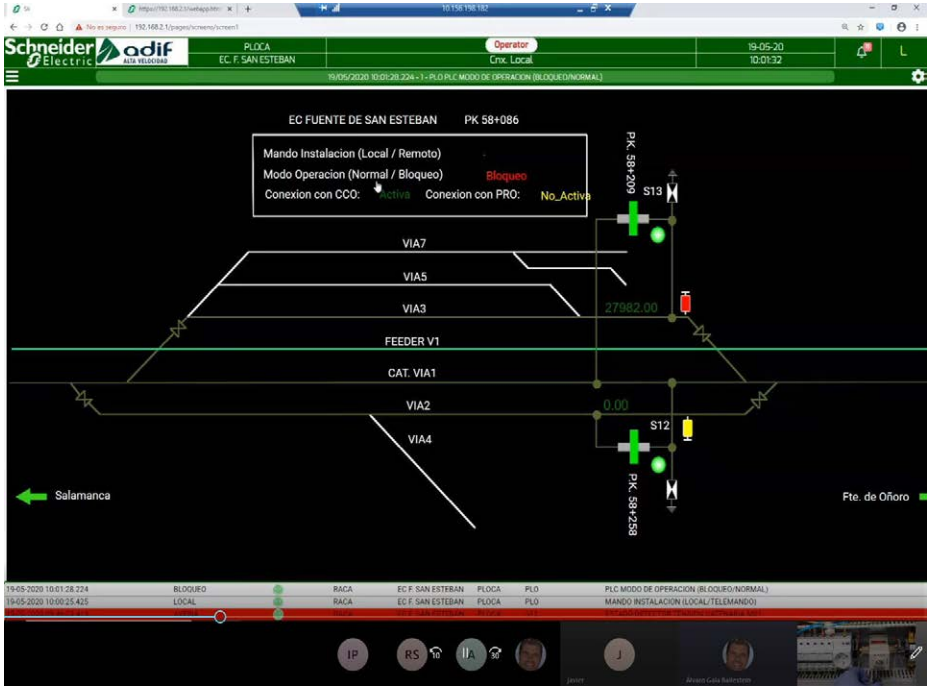 https://192.168.2.1/webapp.htm
10.156.198.182
No es seguro | 192.168.2.1/pages/screens/screen1
Schneider Electric
adif
ALTA VELOCIDAD
PLOCA
EC. F. SAN ESTEBAN
Operator
Cnx. Local
19-05-20
10:01:32
L
19/05/2020 10:01:28.224 - 1 - PLO PLC MODO DE OPERACION (BLOQUEO/NORMAL)
EC FUENTE DE SAN ESTEBAN PK 58+086
Mando Instalacion (Local / Remoto)
Modo Operacion (Normal / Bloqueo) Bloqueo
Conexion con CCO: Activa Conexion con PRO: No_Activa
P.K. 58+209
S13
VIA7
VIA5
VIA3
27982.00
FEEDER V1
CAT. VIA1
VIA2
0.00
S12
VIA4
P.K. 58+258
Salamanca
Fte. de Oñoro
19-05-2020 10:01:28.224 BLOQUEO RACA EC F. SAN ESTEBAN PLOCA PLO PLC MODO DE OPERACION (BLOQUEO/NORMAL)
19-05-2020 10:00:25.425 LOCAL RACA EC F. SAN ESTEBAN PLOCA PLO MANDO INSTALACION (LOCAL/TELEMANDO)
IP
RS
10
A
30
J
Javier